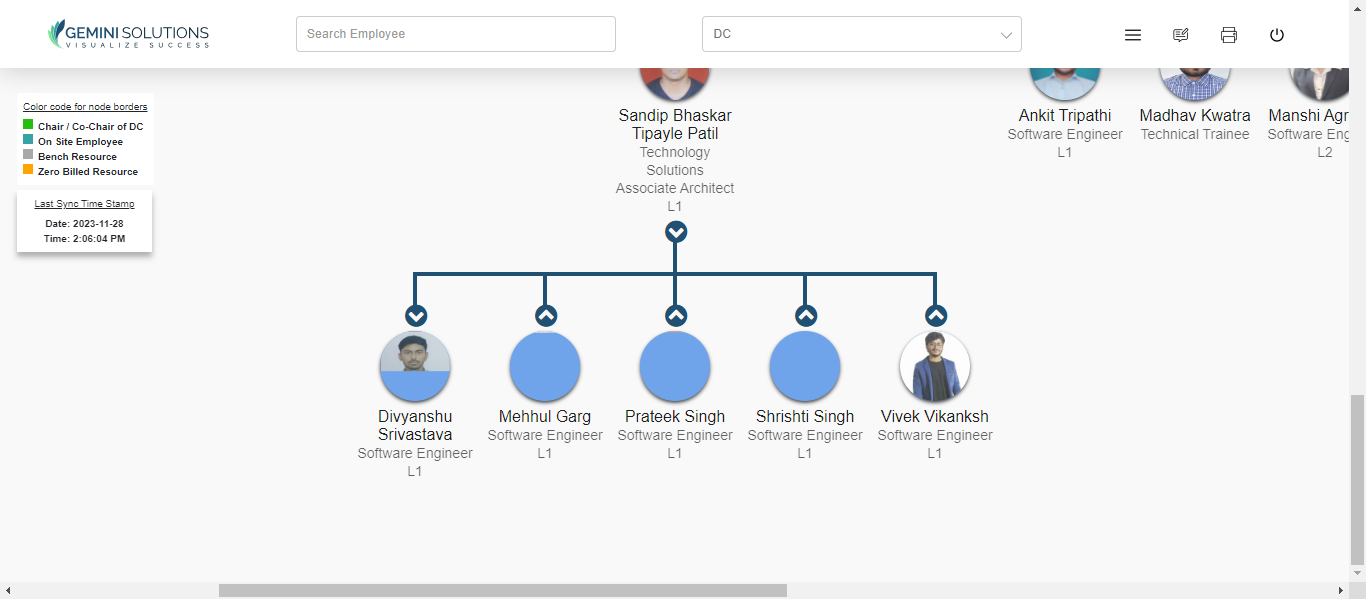 GEMINI SOLUTIONS
VISUALIZE SUCCESS
Search Employee
DC
Color code for node borders
Chair / Co-Chair of DC
On Site Employee
Bench Resource
Zero Billed Resource
Last Sync Time Stamp
Date: 2023-11-28
Time: 2:06:04 PM
Sandip Bhaskar
Tipayle Patil
Technology
Solutions
Associate Architect
L1
Ankit Tripathi
Software Engineer
L1
Madhav Kwatra
Technical Trainee
Manshi Agr
Software Eng
L2
Divyanshu
Srivastava
Software Engineer
L1
Mehhul Garg
Software Engineer
L1
Prateek Singh
Software Engineer
L1
Shrishti Singh
Software Engineer
L1
Vivek Vikanksh
Software Engineer
L1